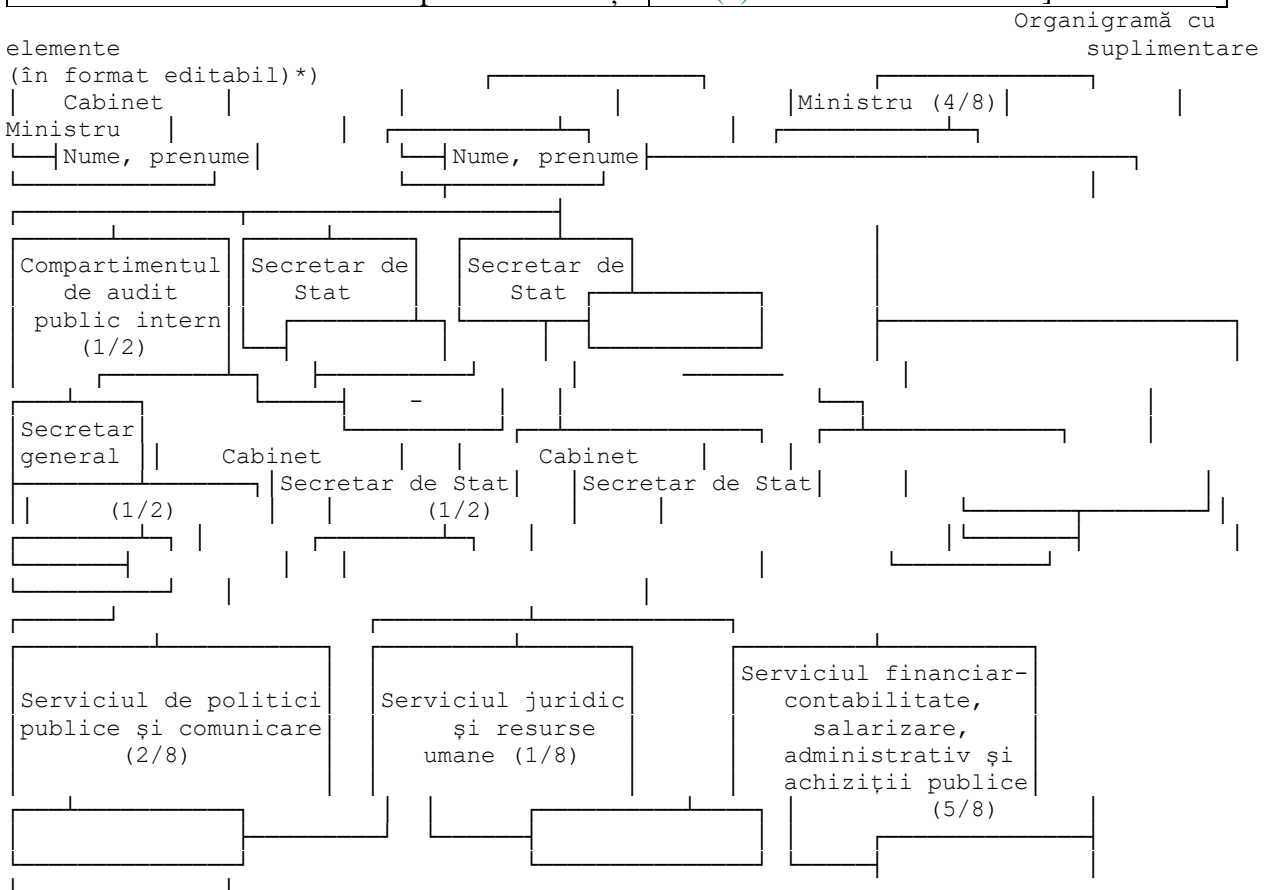 Organigramă cu
elemente suplimentare
(în format editabil)*)
Cabinet Ministru (4/8)
Ministru
Nume, prenume Nume, prenume
Compartimentul Secretar de Secretar de
de audit Stat Stat
public intern
(1/2)
-
Secretar
general Cabinet Cabinet
Secretar de Stat Secretar de Stat
(1/2) (1/2)
Serviciul financiar-
Serviciul de politici Serviciul juridic contabilitate,
publice și comunicare și resurse salarizare,
(2/8) umane (1/8) administrativ și
achiziții publice
(5/8)